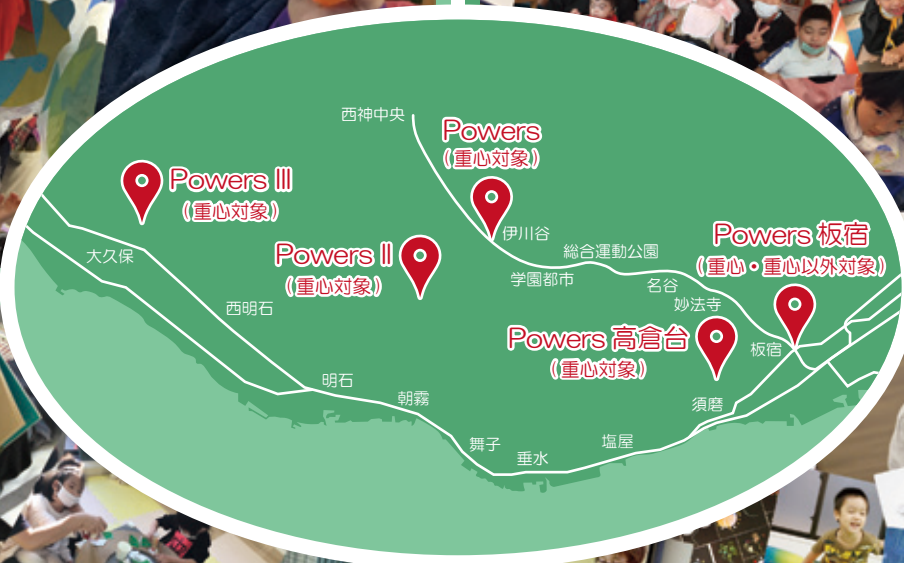 西神中央
Powers
(重心対象)
Powers Ⅲ
(重心対象)
伊川谷
Powers 板宿
(重心・重心以外対象)
大久保
Powers Ⅱ
(重心対象)
総合運動公園
学園都市
名谷
妙法寺
西明石
Powers 高倉台
(重心対象)
板宿
明石
朝霧
須磨
舞子
垂水
塩屋